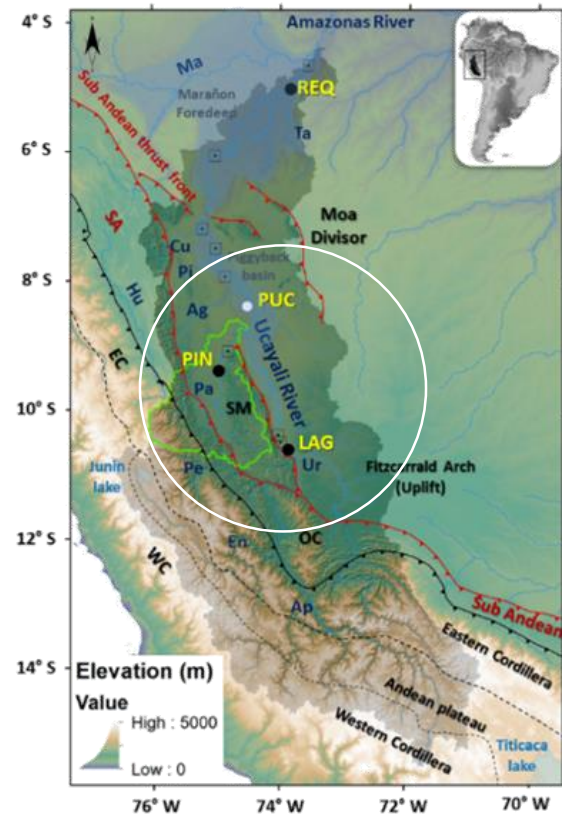 Amazonas River
Ma
REQ
Marañon
Foredeep
Ta
6° S
Sub Andean thrust front
SA
Moa
Divisor
Cu
Piggyback
basin
Pi
8° S
Hu
Ag
PUC
EC
PIN
Ucayali River
Pa
10° S
SM
LAG
Junin
lake
Pe
Ur
Fitzcarrald Arch
(Uplift)
12° S
WC
En
OC
Ap
Sub Andean
Eastern Cordillera
14° S
Andean plateau
Western Cordillera
Titicaca
lake
Elevation (m)
Value
High : 5000
Low : 0
76° W
74° W
72° W
70° W